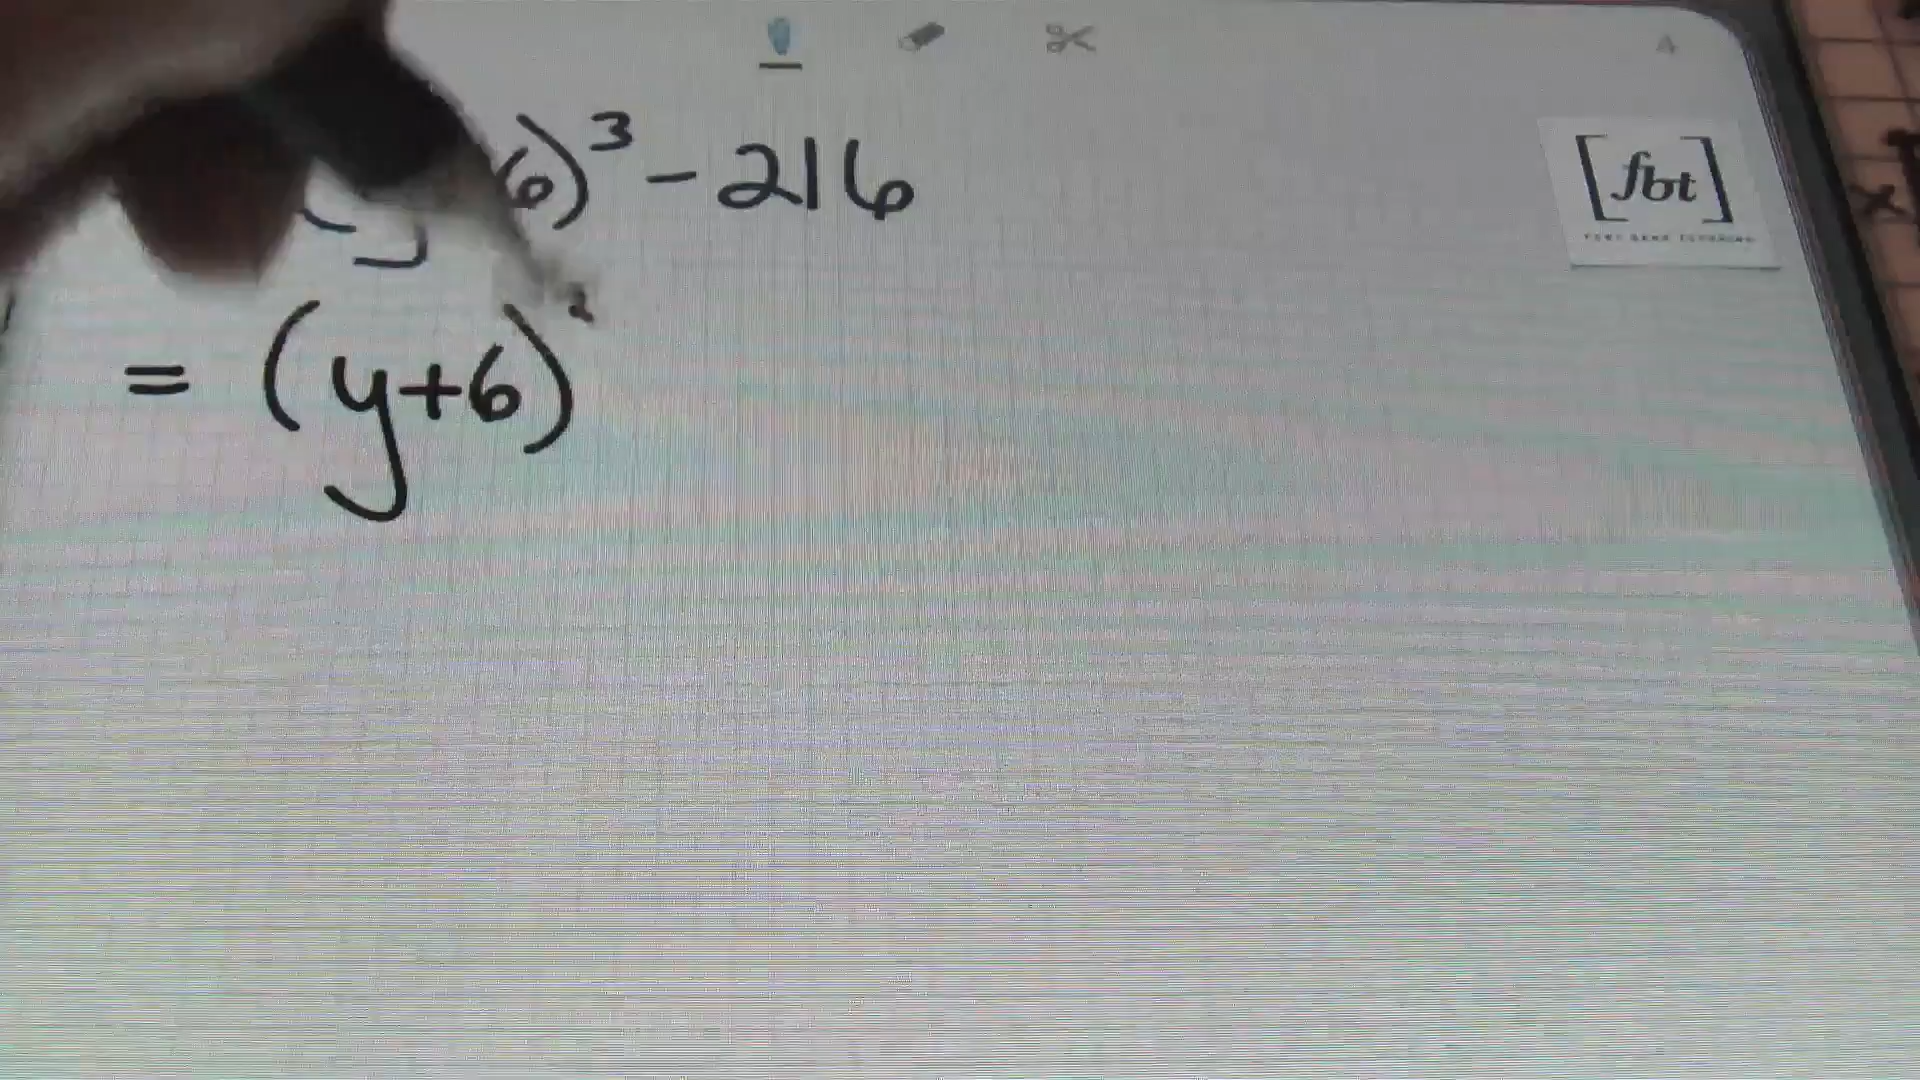 6)³ - 216
[fbt]
= (y+6)